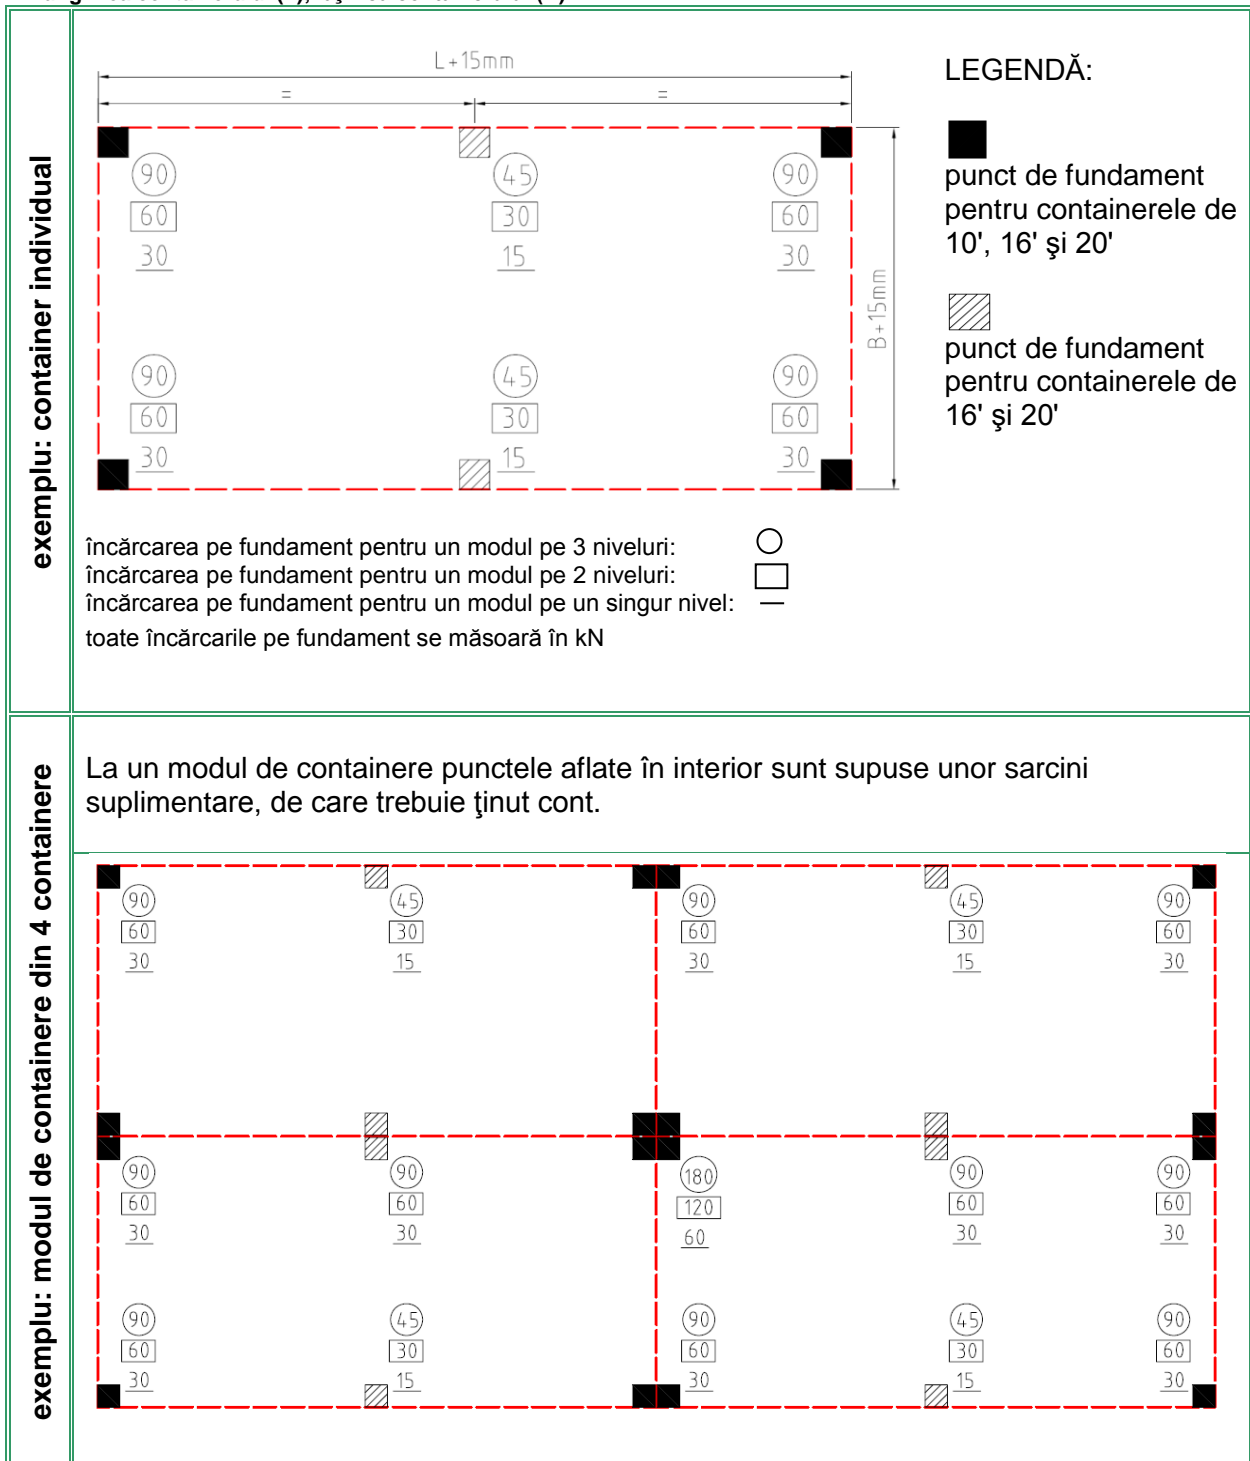 L+15mm
= =
90 45 90
60 30 60
30 15 30
B+15mm
90 45 90
60 30 60
30 15 30
exemplu: container individual
LEGENDĂ:
punct de fundament
pentru containerele de
10', 16' şi 20'
punct de fundament
pentru containerele de
16' şi 20'
încărcarea pe fundament pentru un modul pe 3 niveluri:
încărcarea pe fundament pentru un modul pe 2 niveluri:
încărcarea pe fundament pentru un modul pe un singur nivel:
toate încărcarile pe fundament se măsoară în kN
exemplu: modul de containere din 4 containere
La un modul de containere punctele aflate în interior sunt supuse unor sarcini
suplimentare, de care trebuie ţinut cont.
90 45 90 45 90
60 30 60 30 60
30 15 30 15 30
90 90 180 90 90
60 60 120 60 60
30 30 60 30 30
90 45 90 45 90
60 30 60 30 60
30 15 30 15 30